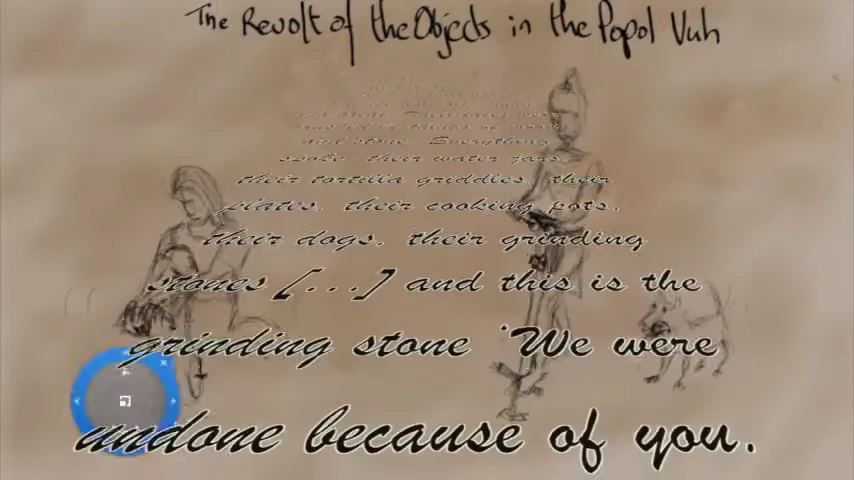 The Revolt of the Objects in the Popol Vuh
and stone. Everything
spoke: their water jars,
their tortilla griddles, their
plates, their cooking pots,
their dogs, their grinding
stones [...] and this is the
grinding stone "We were
undone because of you.